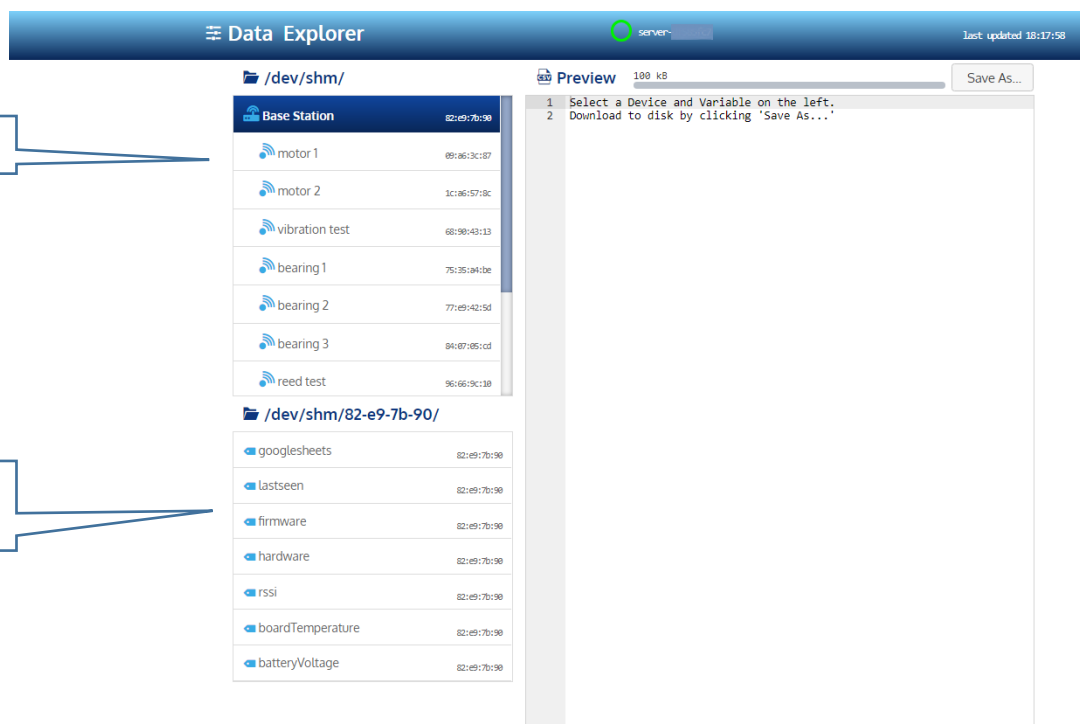 Data Explorer
server-
last updated 18:17:58
/dev/shm/
Base Station 82:e9:7b:90
motor 1 09:a6:3c:87
motor 2 1c:a6:57:8c
vibration test 68:90:43:13
bearing 1 75:35:a4:be
bearing 2 77:e9:42:5d
bearing 3 84:07:05:cd
reed test 96:66:9c:10
/dev/shm/82-e9-7b-90/
googlesheets 82:e9:7b:90
lastseen 82:e9:7b:90
firmware 82:e9:7b:90
hardware 82:e9:7b:90
rssi 82:e9:7b:90
boardTemperature 82:e9:7b:90
batteryVoltage 82:e9:7b:90
CSV Preview 100 kB Save As...
1 Select a Device and Variable on the left.
2 Download to disk by clicking 'Save As...'